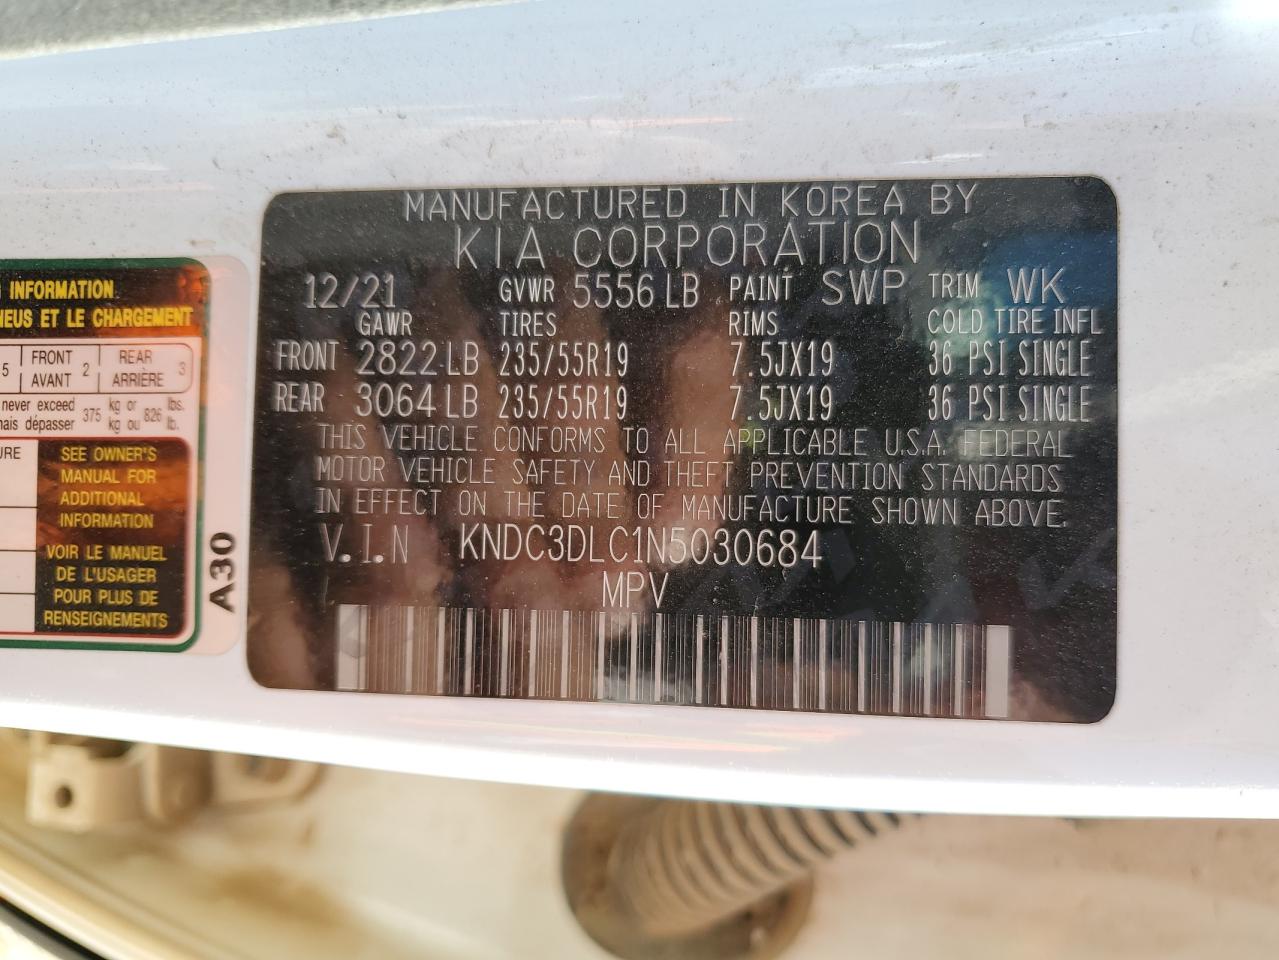 MANUFACTURED IN KOREA BY
KIA CORPORATION
12/21 GVWR 5556 LB PAINT SWP TRIM WK
GAWR TIRES RIMS COLD TIRE INFL
FRONT 2822 LB 235/55R19 7.5JX19 36 PSI SINGLE
REAR 3064 LB 235/55R19 7.5JX19 36 PSI SINGLE
THIS VEHICLE CONFORMS TO ALL APPLICABLE U.S.A. FEDERAL
MOTOR VEHICLE SAFETY AND THEFT PREVENTION STANDARDS
IN EFFECT ON THE DATE OF MANUFACTURE SHOWN ABOVE.
V.I.N KNDC3DLC1N5030684
MPV
INFORMATION
ET LE CHARGEMENT
5 FRONT 2 REAR 3
AVANT ARRIÈRE
never exceed 375 kg or 826 lbs.
dépasser kg ou lb.
SEE OWNER'S
MANUAL FOR
ADDITIONAL
INFORMATION
VOIR LE MANUEL
DE L'USAGER
POUR PLUS DE
RENSEIGNEMENTS
A30